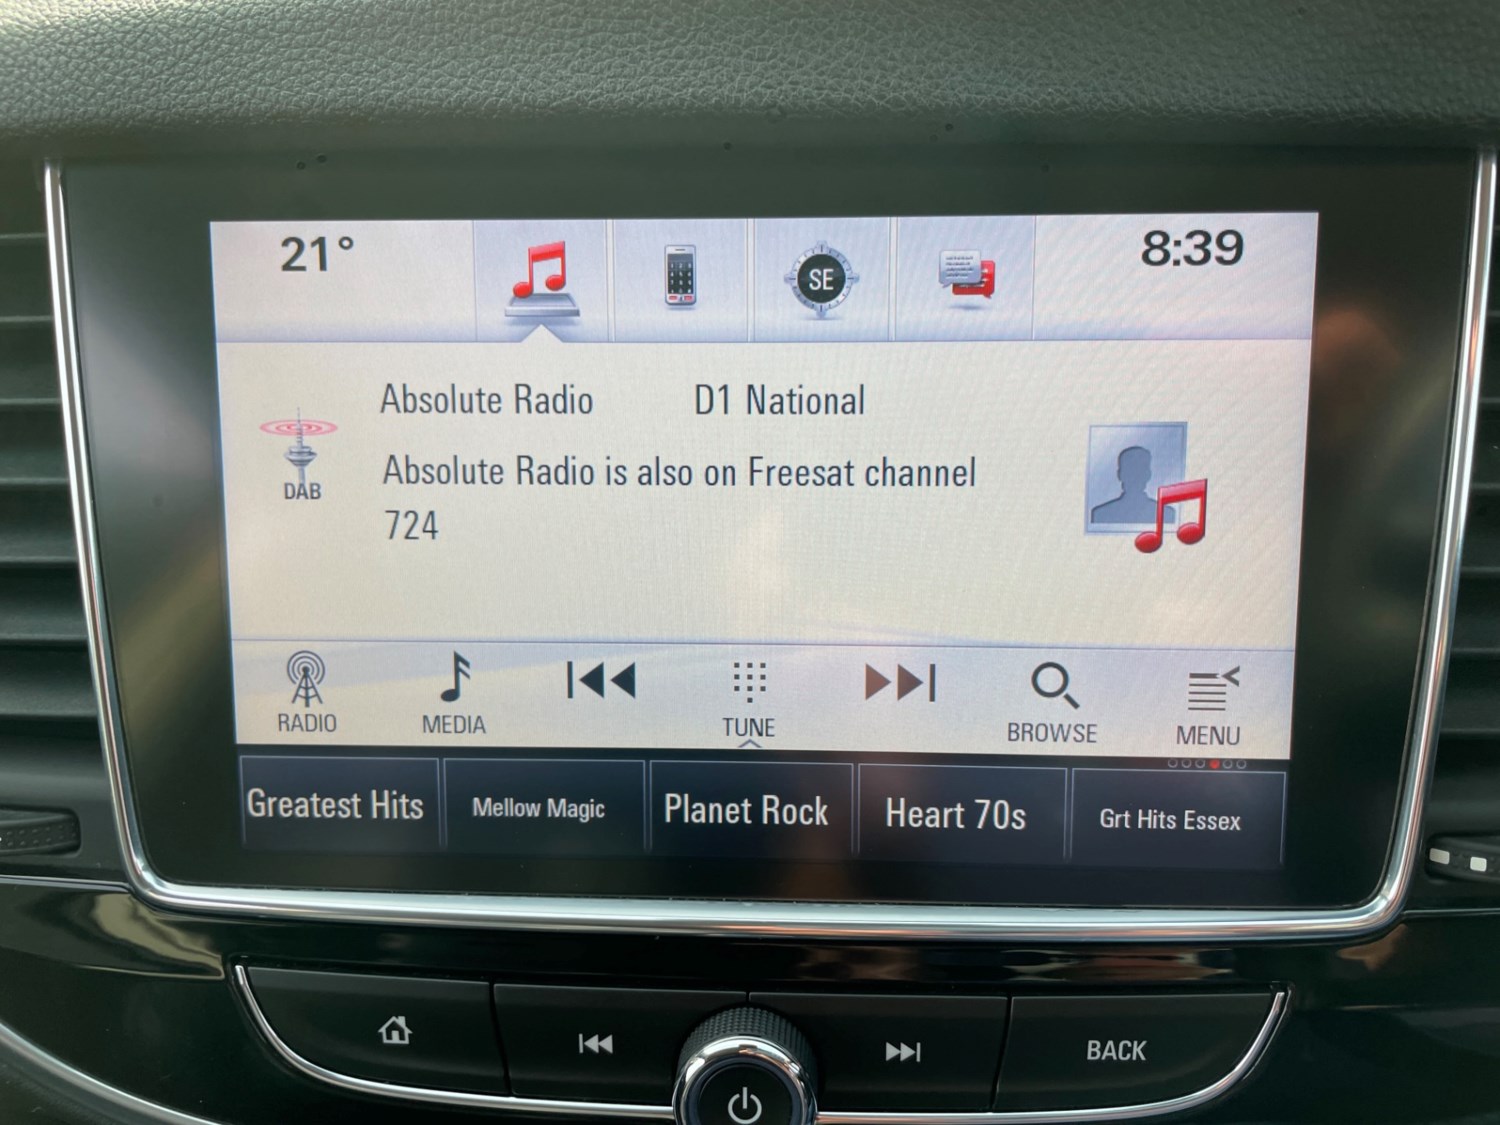 21°
SE
8:39
Absolute Radio D1 National
DAB
Absolute Radio is also on Freesat channel
724
RADIO
MEDIA
TUNE
BROWSE
MENU
Greatest Hits
Mellow Magic
Planet Rock
Heart 70s
Grt Hits Essex
BACK